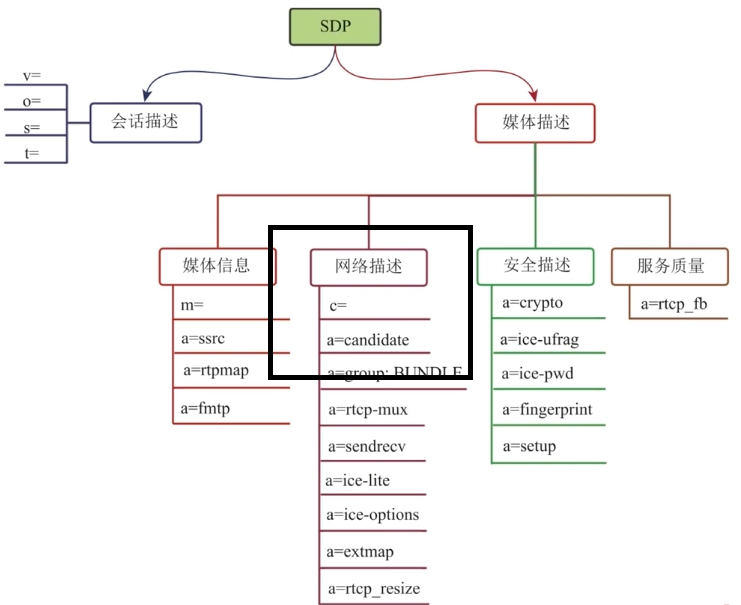 SDP
会话描述
v=
o=
s=
t=
媒体描述
媒体信息
m=
a=ssrc
a=rtpmap
a=fmtp
网络描述
c=
a=candidate
a=group: BUNDLE
a=rtcp-mux
a=sendrecv
a=ice-lite
a=ice-options
a=extmap
a=rtcp_resize
安全描述
a=crypto
a=ice-ufrag
a=ice-pwd
a=fingerprint
a=setup
服务质量
a=rtcp_fb